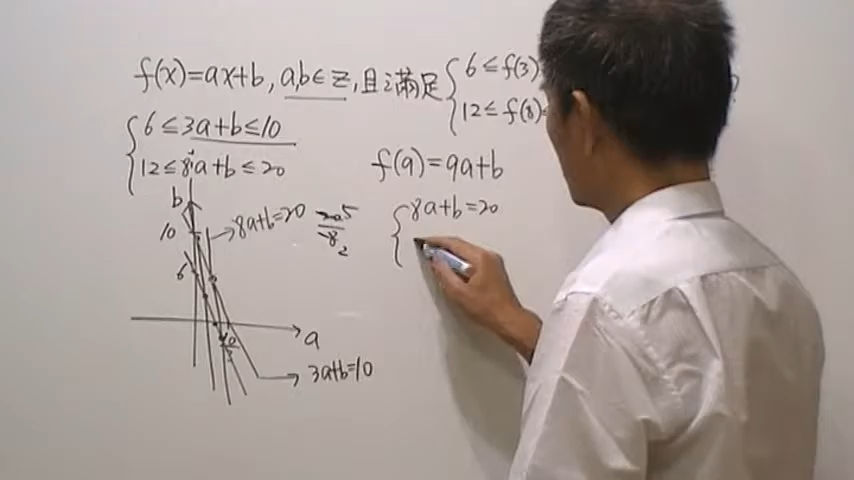 f(x)=ax+b, a,b∈Z, 且滿足 { 6≤f(3)
12≤f(8)≤ ?
{ 6≤3a+b≤10
12≤8a+b≤20
f(9)=9a+b
{ 8a+b=20
b
8a+b=20
10
6
a
3a+b=10